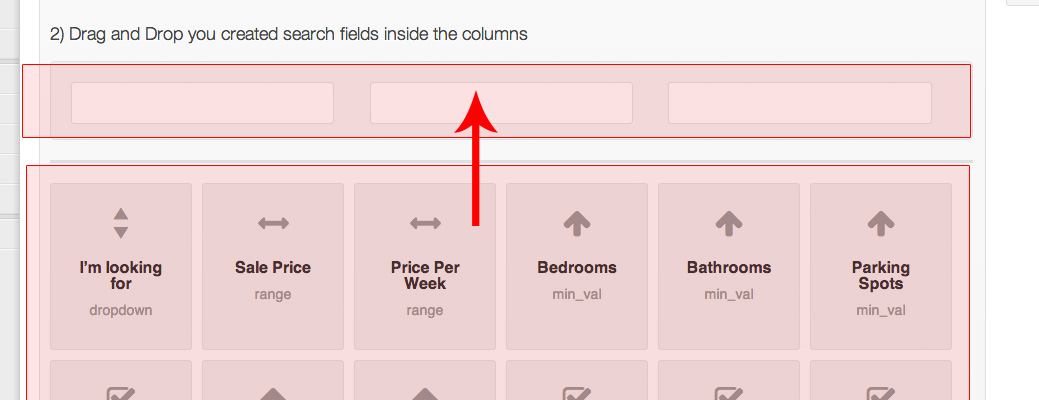 2) Drag and Drop you created search fields inside the columns
I'm looking
for
dropdown
Sale Price
range
Price Per
Week
range
Bedrooms
min_val
Bathrooms
min_val
Parking
Spots
min_val